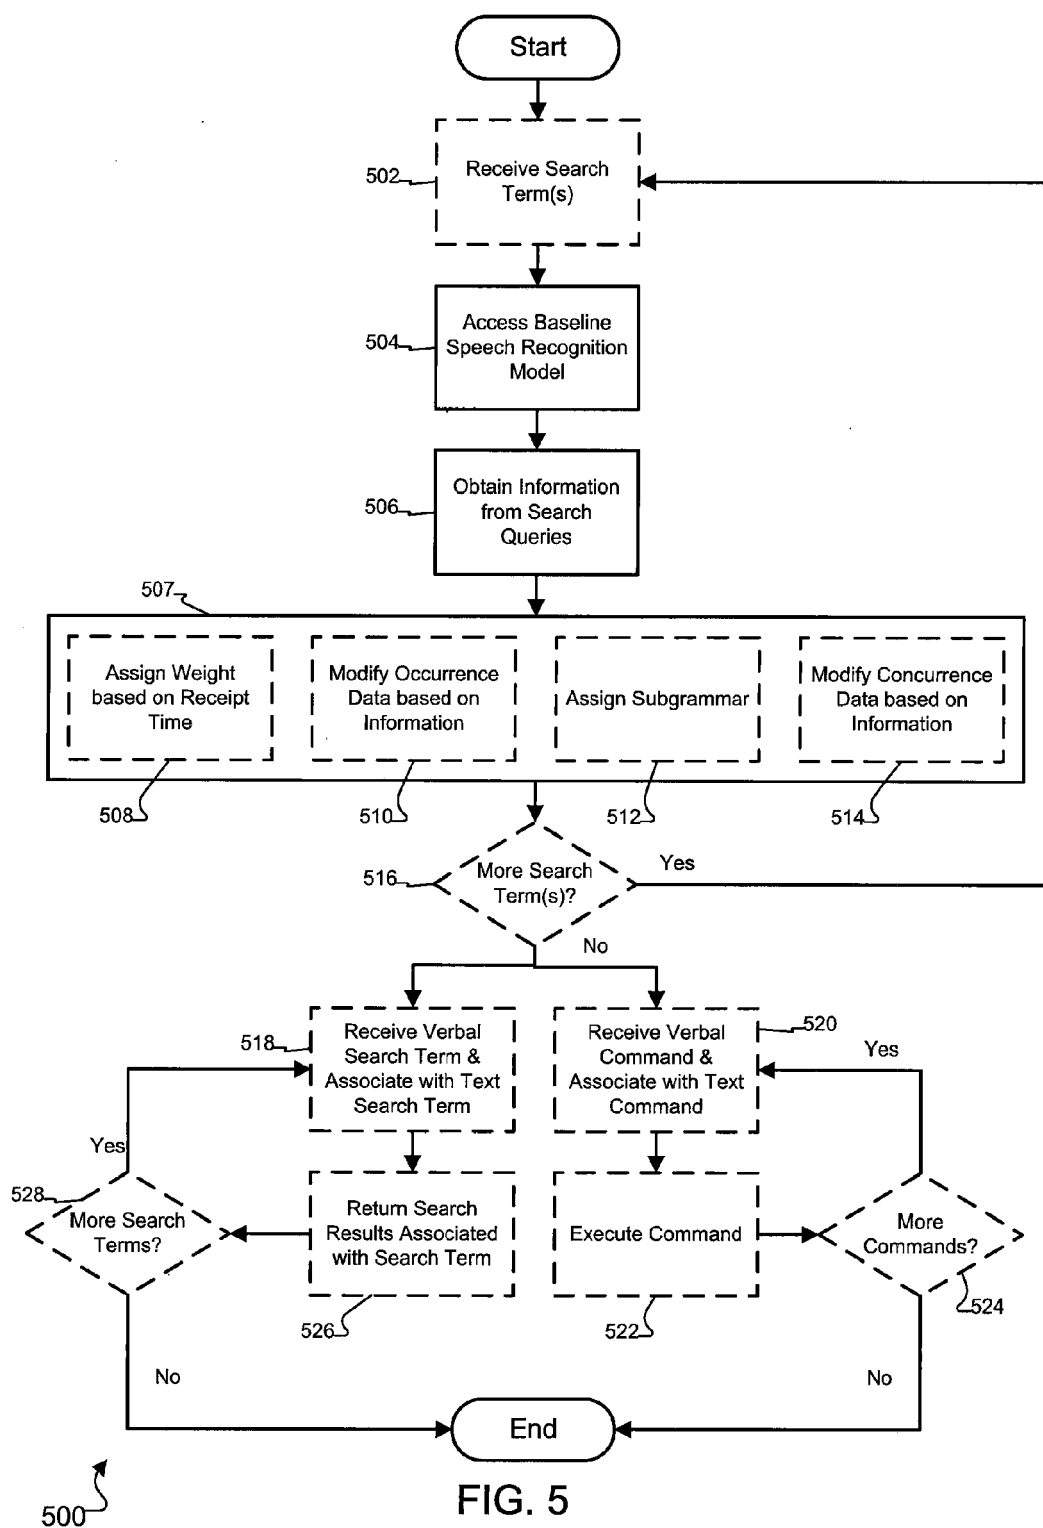 Start
502
Receive Search
Term(s)
504
Access Baseline
Speech Recognition
Model
506
Obtain Information
from Search
Queries
507
Assign Weight
based on Receipt
Time
Modify Occurrence
Data based on
Information
Assign Subgrammar
Modify Concurrence
Data based on
Information
508
510
512
514
516
More Search
Term(s)?
Yes
No
518
Receive Verbal
Search Term &
Associate with Text
Search Term
520
Receive Verbal
Command &
Associate with Text
Command
Yes
Yes
528
More Search
Terms?
Return Search
Results Associated
with Search Term
Execute Command
More
Commands?
526
522
524
No
No
End
500
FIG. 5